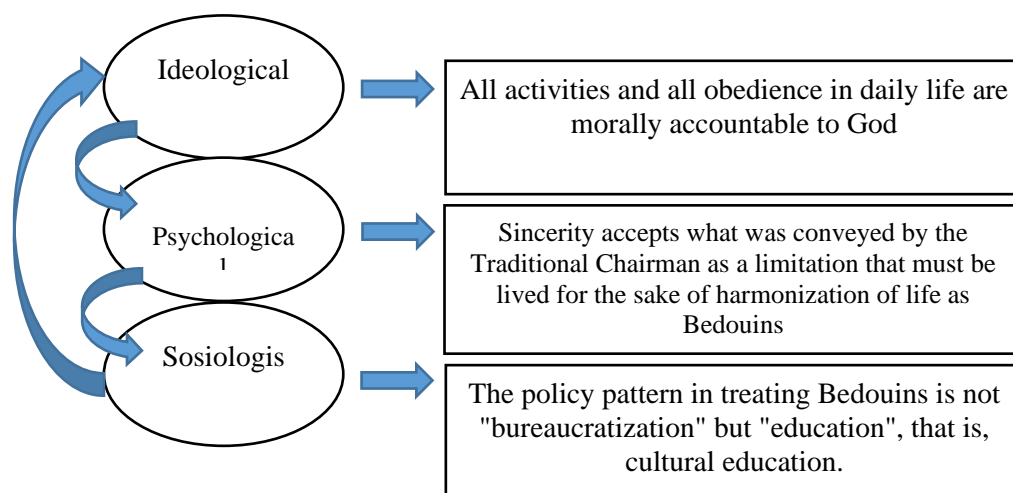 Ideological
All activities and all obedience in daily life are
morally accountable to God
Psychologica
l
Sincerity accepts what was conveyed by the
Traditional Chairman as a limitation that must be
lived for the sake of harmonization of life as
Bedouins
Sosiologis
The policy pattern in treating Bedouins is not
"bureaucratization" but "education", that is,
cultural education.